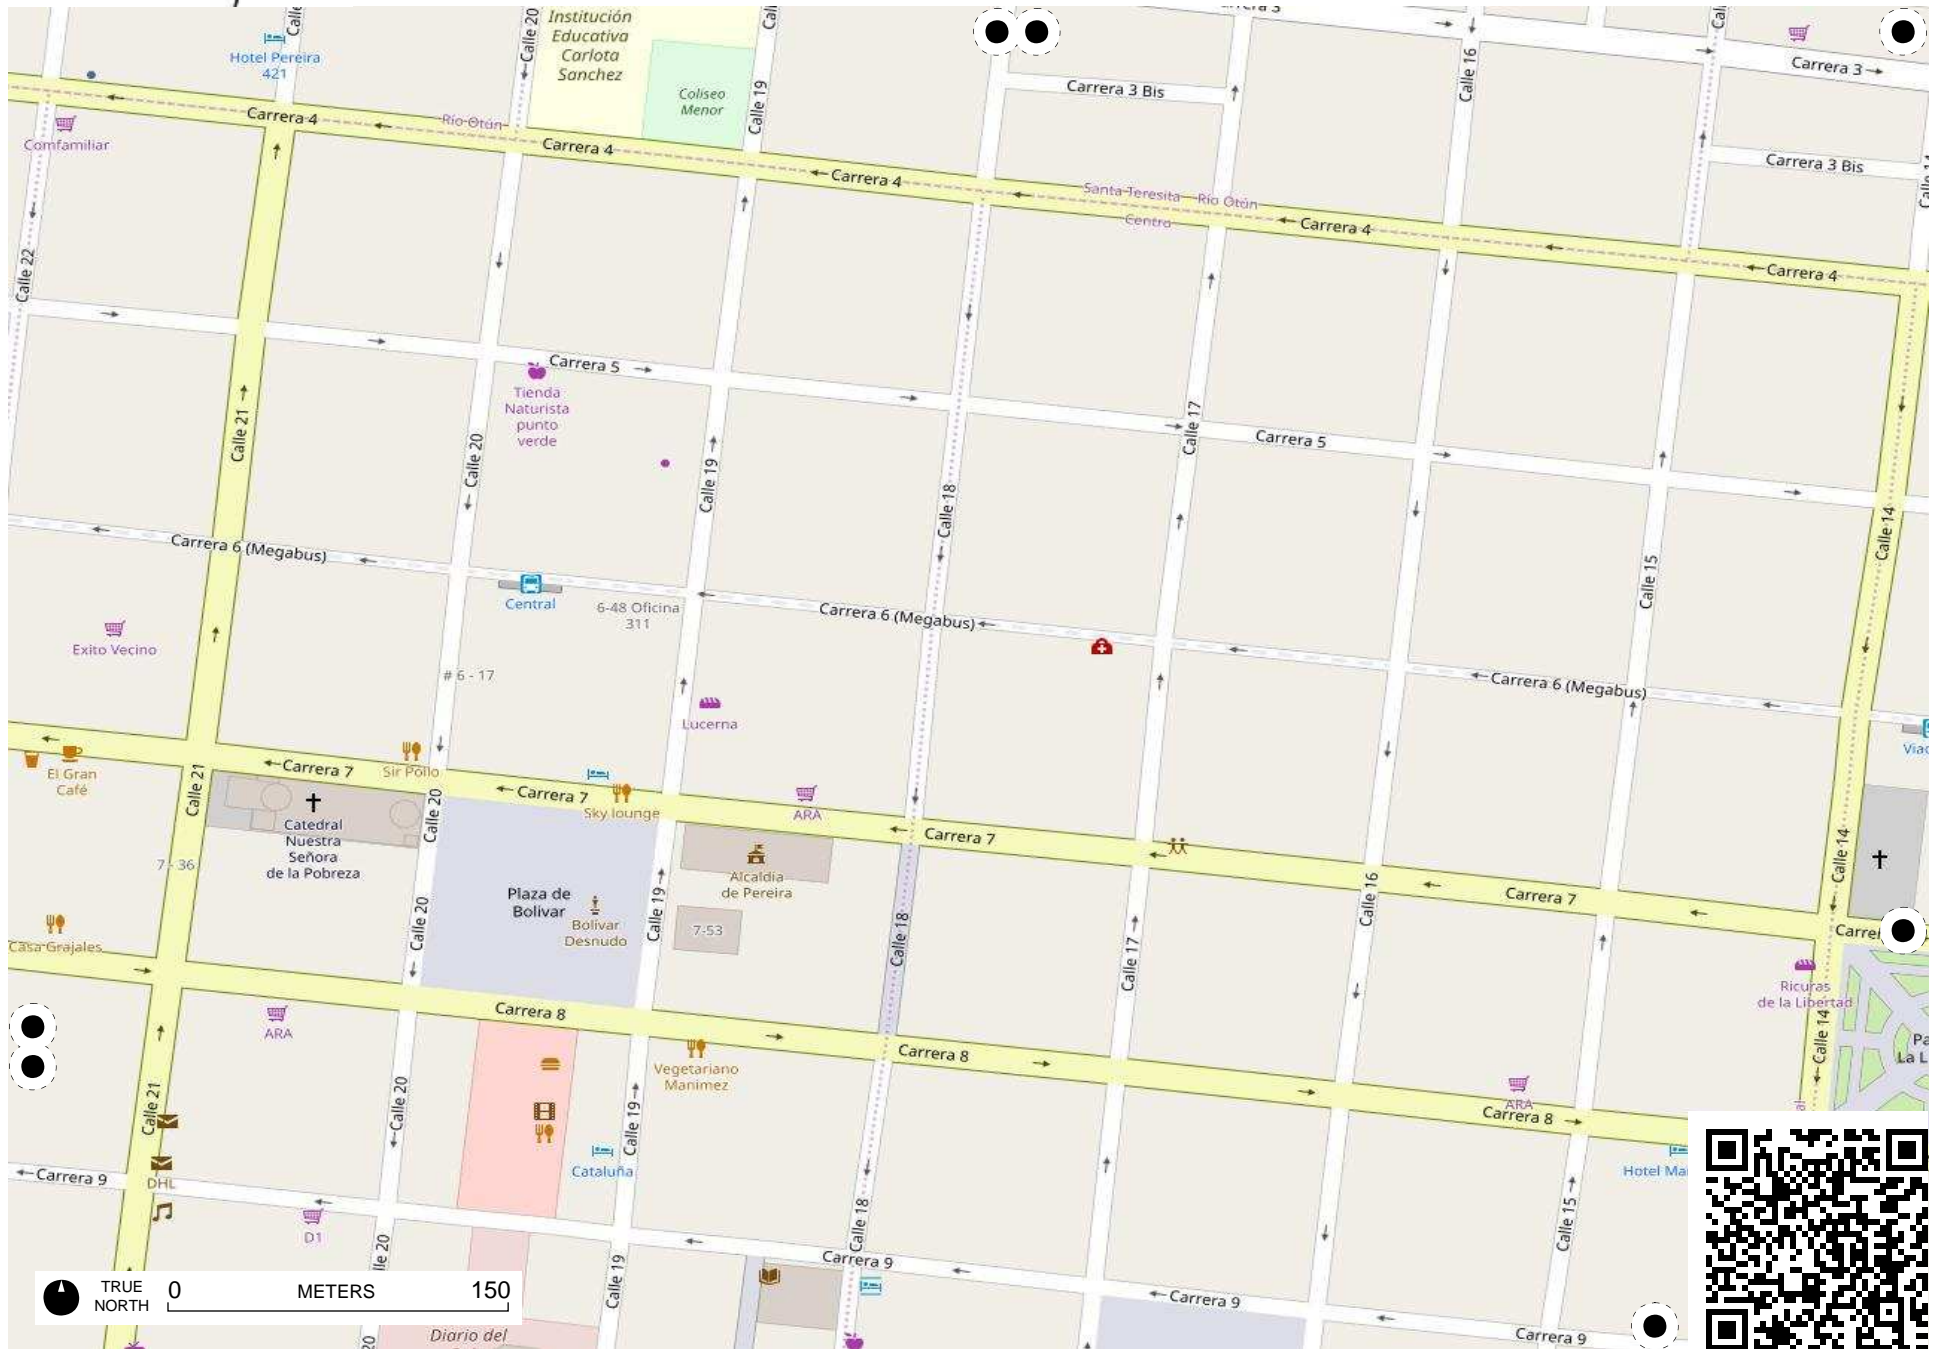 Carrera 3
Calle
Calle 20
Institución
Educativa
Carlota
Sanchez
Coliseo
Menor
Calle 19
Hotel Pereira
421
Carrera 3 Bis
Calle 16
Carrera 3
Carrera 3 Bis
Comfamiliar
Carrera 4
Río Otún
Carrera 4
Carrera 4
Santa Teresita
Río Otún
Centro
Carrera 4
Carrera 4
Calle 22
Carrera 5
Tienda
Naturista
punto
verde
Calle 21
Calle 20
Calle 19
Calle 18
Calle 17
Carrera 5
Calle 14
Calle 15
Carrera 6 (Megabus)
Central
6-48 Oficina
311
Carrera 6 (Megabus)
Carrera 6 (Megabus)
Exito Vecino
# 6 - 17
Lucerna
El Gran
Café
Carrera 7
Sir Pollo
Carrera 7
Sky lounge
ARA
Carrera 7
Calle 21
Calle 20
Catedral
Nuestra
Señora
de la Pobreza
7 - 36
Plaza de
Bolivar
Bolívar
Desnudo
Alcaldía
de Pereira
7-53
Calle 20
Calle 19
Calle 18
Calle 17
Calle 16
Carrera 7
Calle 14
Casa Grajales
Ricuras
de la Libertad
ARA
Carrera 8
Vegetariano
Manimez
Carrera 8
ARA
Carrera 8
Calle 14
La L
Calle 21
Calle 20
Calle 19
Cataluña
Hotel Ma
Carrera 9
DHL
D1
Calle 18
Calle 15
Carrera 9
Carrera 9
Carrera 9
Calle 19
TRUE
NORTH
0 METERS 150
Diario del